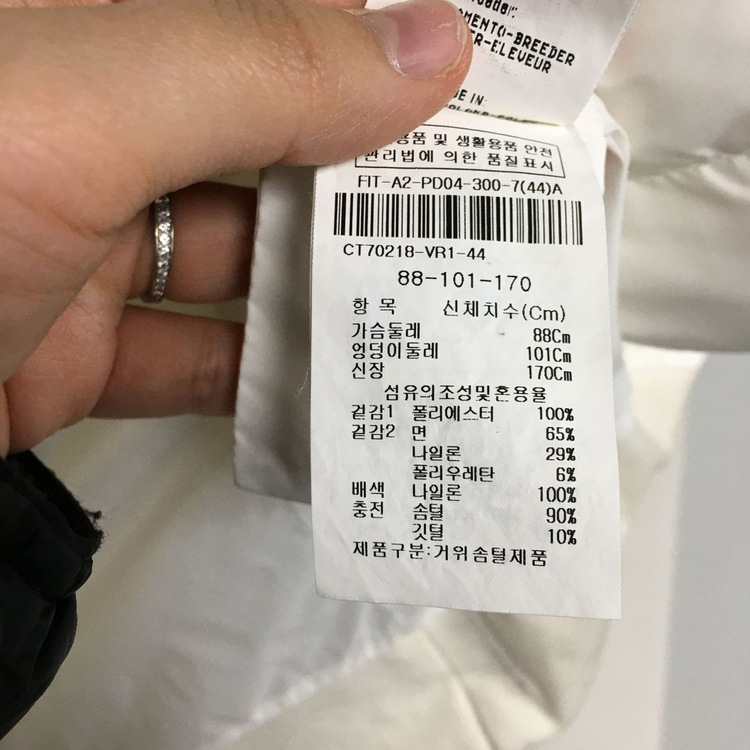 MENTO-BREEDER
ER-ELEVEUR
DE IN:
용품 및 생활용품 안전
관리법에 의한 품질표시
FIT-A2-PD04-300-7(44)A
CT70218-VR1-44
88-101-170
항 목 신체치수(Cm)
가슴둘레 88Cm
엉덩이둘레 101Cm
신장 170Cm
섬유의조성및혼용율
겉감1 폴리에스터 100%
겉감2 면 65%
나일론 29%
폴리우레탄 6%
배색 나일론 100%
충전 솜털 90%
깃털 10%
제품구분:거위솜털제품